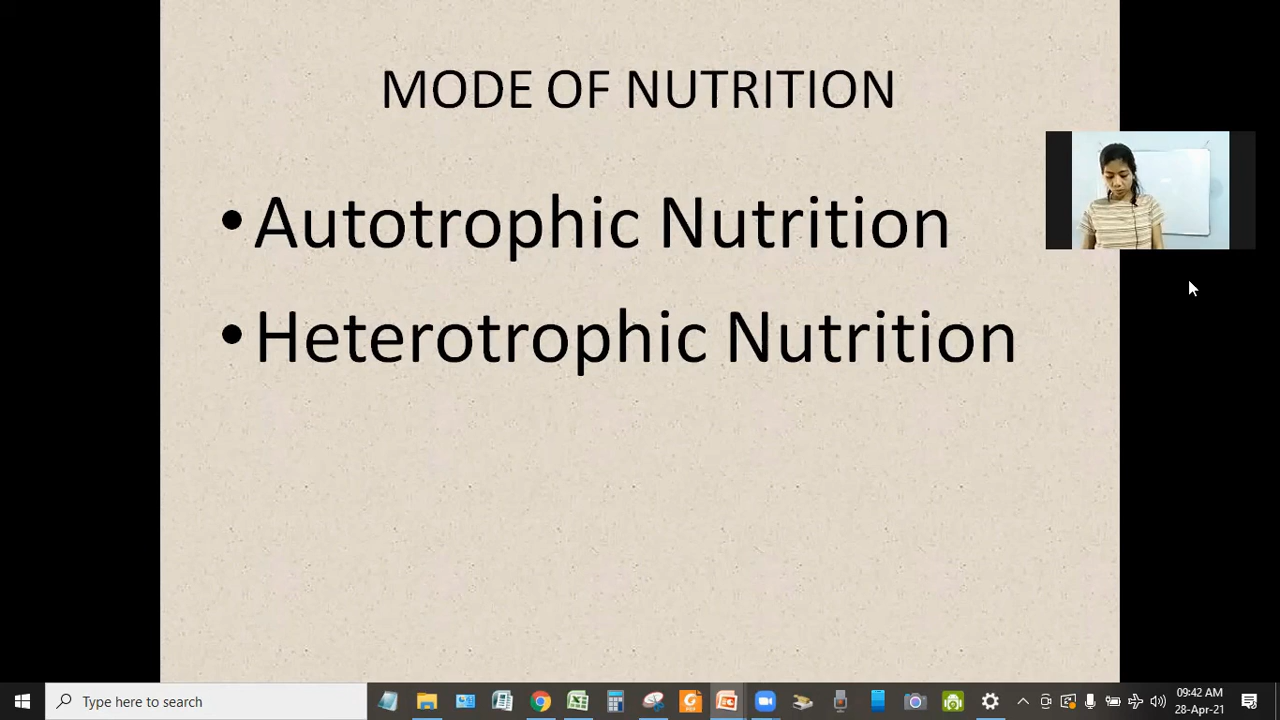 MODE OF NUTRITION
•Autotrophic Nutrition
•Heterotrophic Nutrition
Type here to search
09:42 AM
28-Apr-21